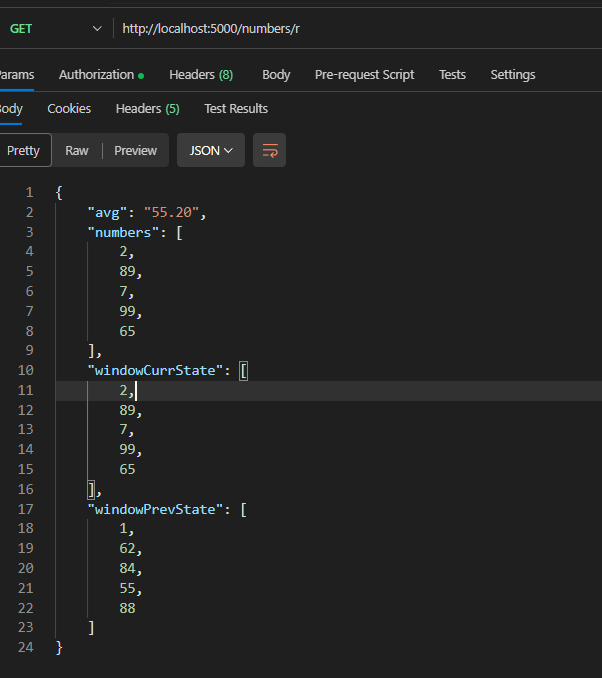 GET http://localhost:5000/numbers/r
Params Authorization Headers (8) Body Pre-request Script Tests Settings
Body Cookies Headers (5) Test Results
Pretty Raw Preview JSON
1 {
2 "avg": "55.20",
3 "numbers": [
4 2,
5 89,
6 7,
7 99,
8 65
9 ],
10 "windowCurrState": [
11 2,
12 89,
13 7,
14 99,
15 65
16 ],
17 "windowPrevState": [
18 1,
19 62,
20 84,
21 55,
22 88
23 ]
24 }